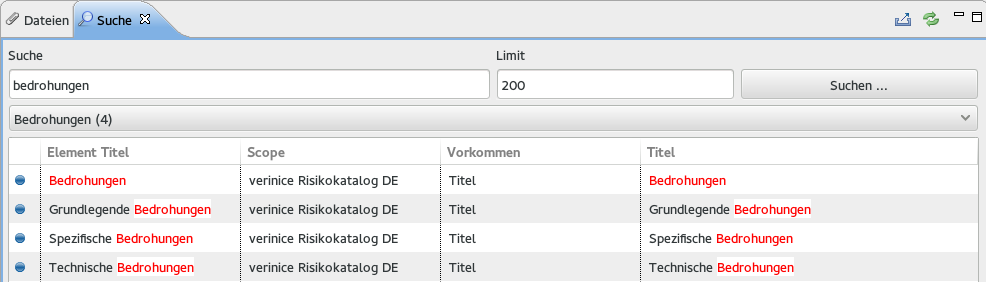 Dateien Suche
Suche Limit
bedrohungen 200 Suchen ...
Bedrohungen (4)
Element Titel Scope Vorkommen Titel
Bedrohungen verinice Risikokatalog DE Titel Bedrohungen
Grundlegende Bedrohungen verinice Risikokatalog DE Titel Grundlegende Bedrohungen
Spezifische Bedrohungen verinice Risikokatalog DE Titel Spezifische Bedrohungen
Technische Bedrohungen verinice Risikokatalog DE Titel Technische Bedrohungen